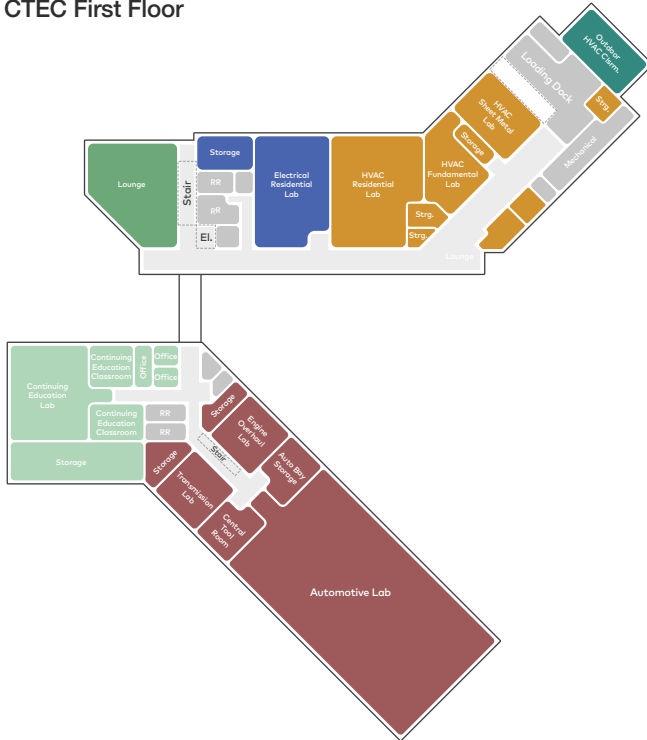 CTEC First Floor
Outdoor
HVAC Clsrm.
Loading Dock
Strg.
HVAC
Sheet Metal
Lab
Storage
Mechanical
Storage
Electrical
Residential
Lab
HVAC
Residential
Lab
HVAC
Fundamental
Lab
Lounge
Stair
RR
RR
El.
Strg.
Strg.
Lounge
Continuing
Education
Lab
Continuing
Education
Classroom
Office
Office
Office
Continuing
Education
Classroom
RR
RR
Storage
Storage
Engine
Overhaul
Lab
Stair
Auto Bay
Storage
Storage
Transmission
Lab
Central
Tool
Room
Automotive Lab